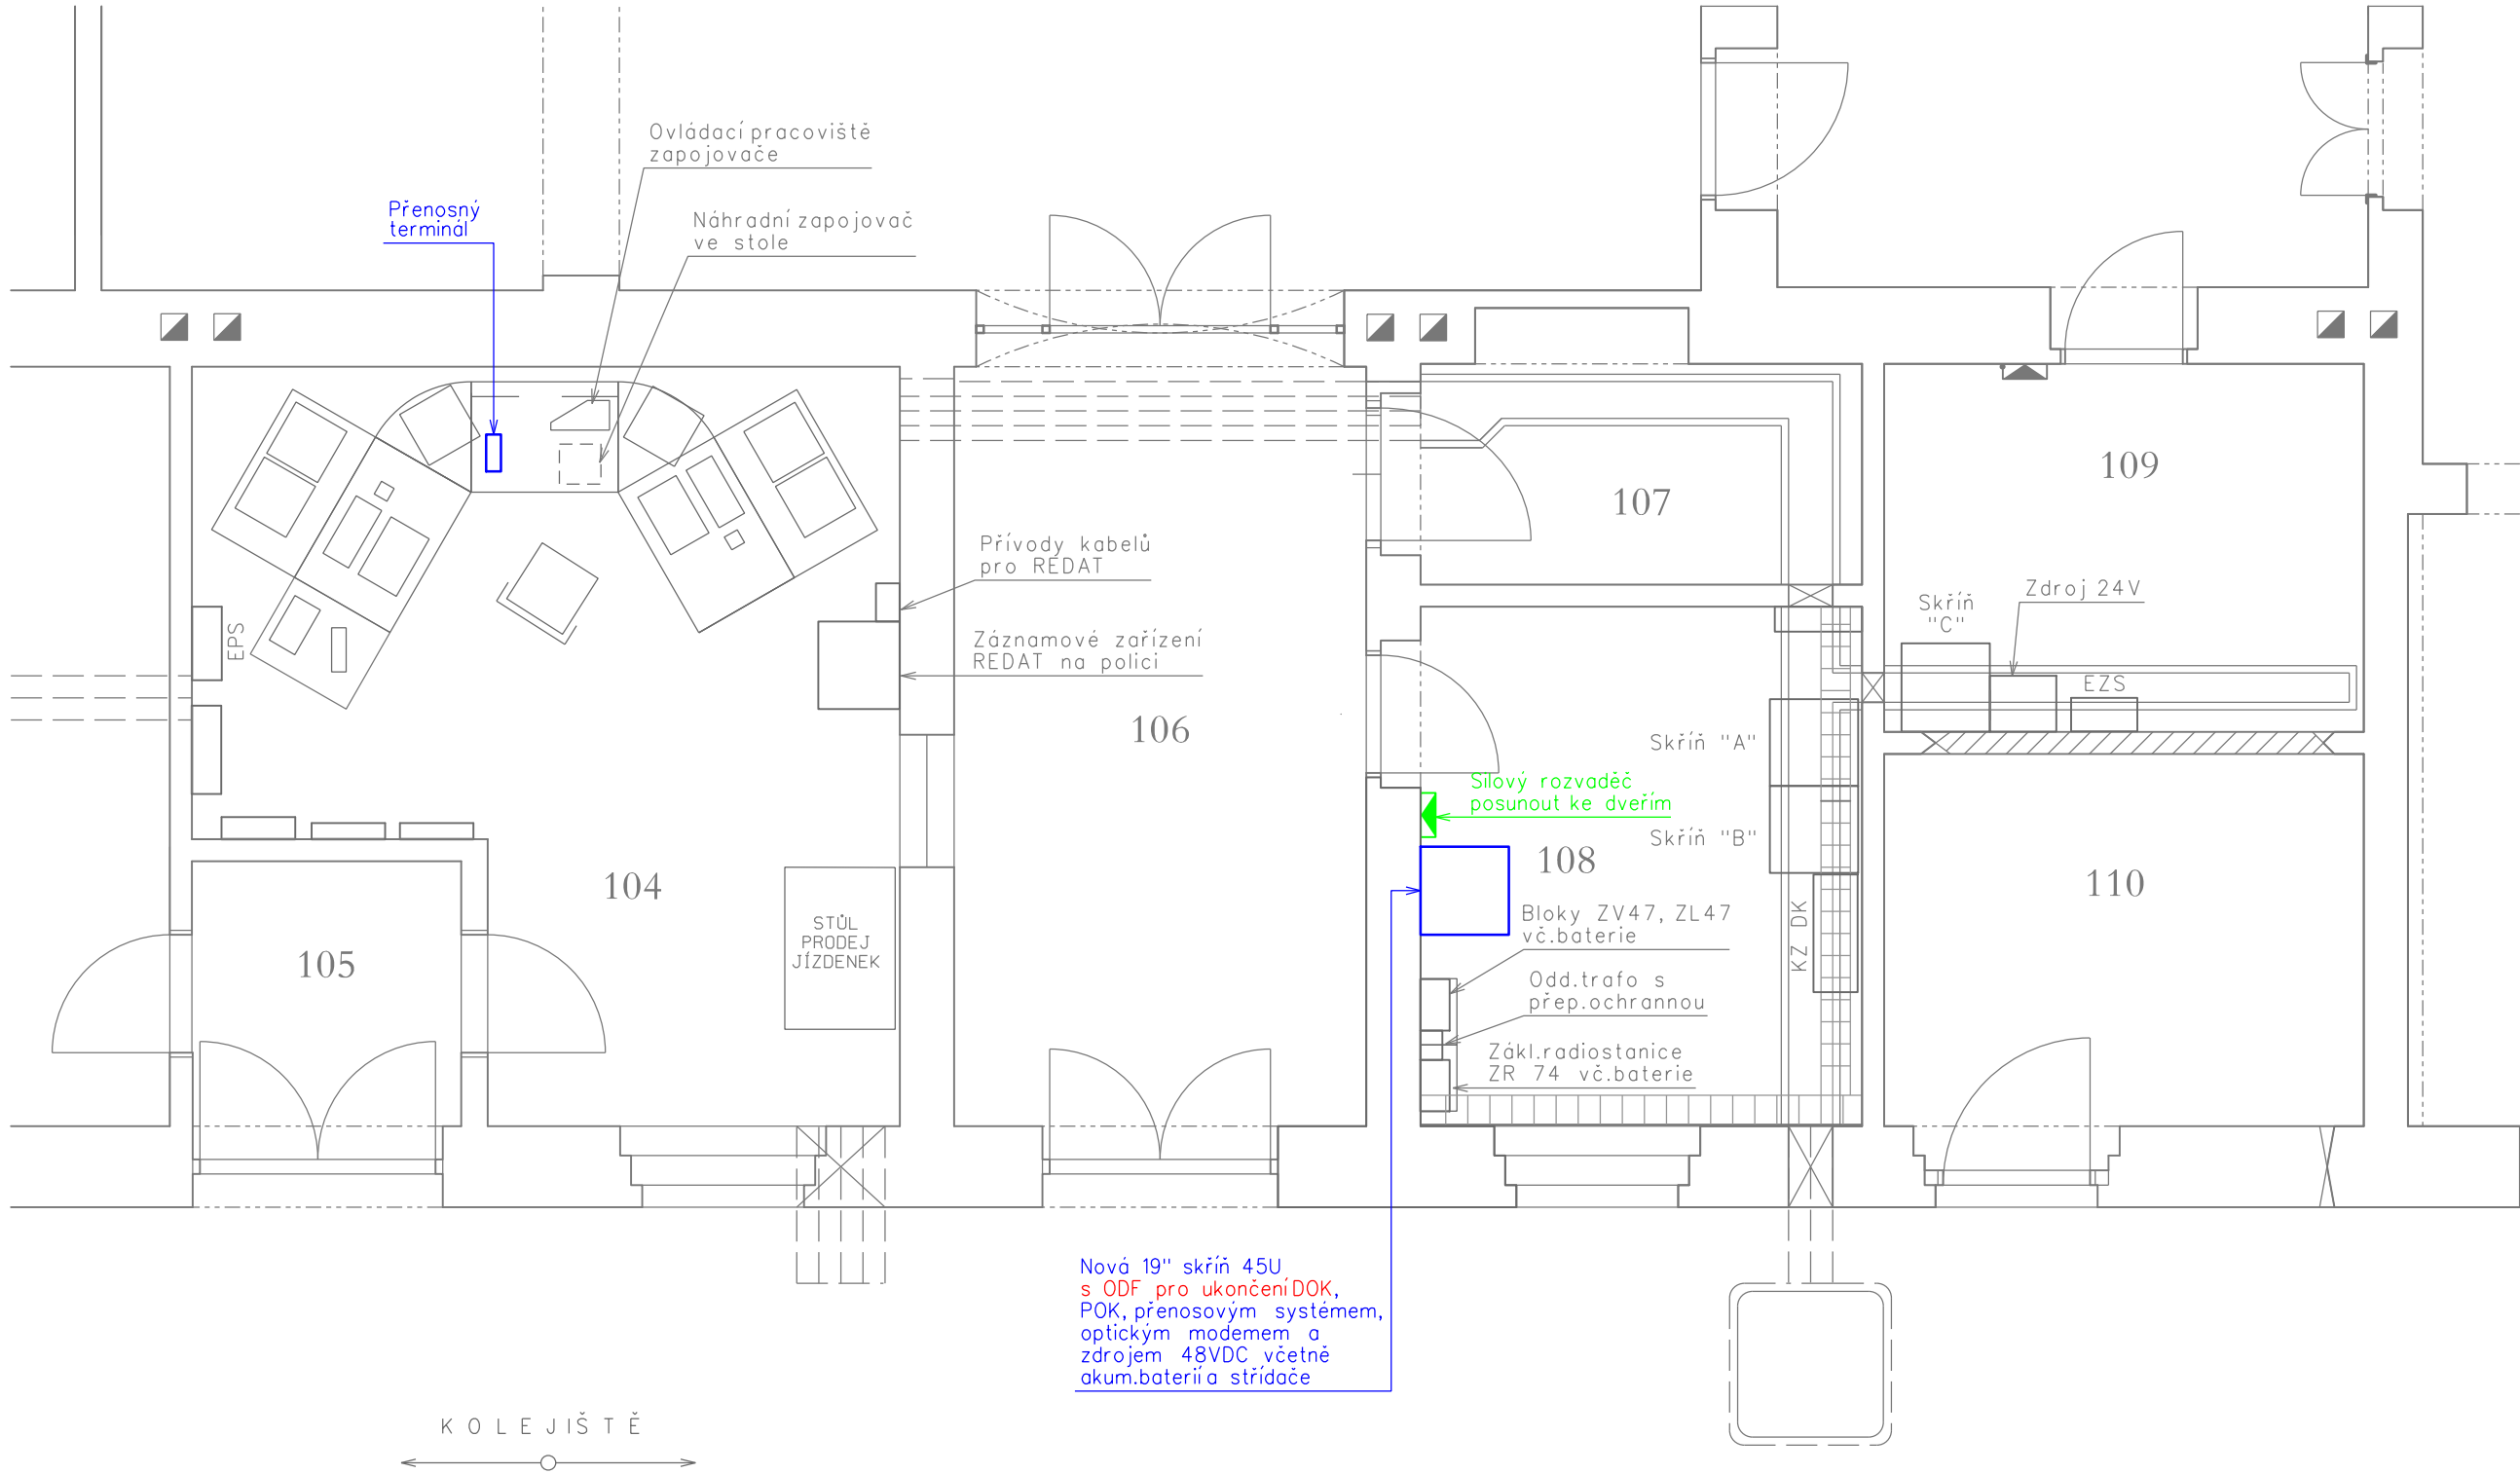 Ovládací pracoviště
zapojovače
Přenosný
terminál
Náhradní zapojovač
ve stole
109
107
Přívody kabelů
pro REDAT
Zdroj 24V
Skříň
"C"
EPS
Záznamové zařízení
REDAT na polici
EZS
106
Skříň "A"
Silový rozvaděč
posunout ke dveřím
Skříň "B"
108
104
110
Bloky ZV47, ZL47
vč.baterie
STŮL
PRODEJ
JÍZDENEK
KZ DK
105
Odd.trafo s
přep.ochrannou
Zákl.radiostanice
ZR 74 vč.baterie
Nová 19" skříň 45U
s ODF pro ukončení DOK,
POK, přenosovým systémem,
optickým modemem a
zdrojem 48VDC včetně
akum.baterií a střídače
KOLEJIŠTĚ